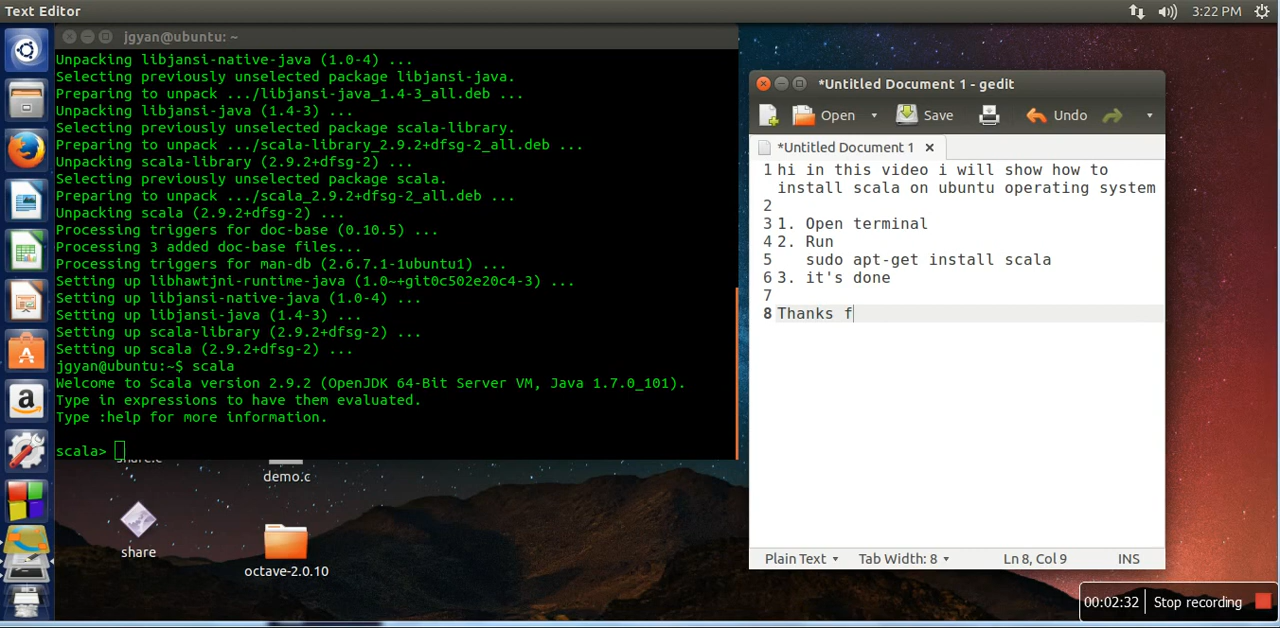 Text Editor
3:22 PM
jgyan@ubuntu: ~
Unpacking libjansi-native-java (1.0-4) ...
Selecting previously unselected package libjansi-java.
Preparing to unpack .../libjansi-java_1.4-3_all.deb ...
Unpacking libjansi-java (1.4-3) ...
Selecting previously unselected package scala-library.
Preparing to unpack .../scala-library_2.9.2+dfsg-2_all.deb ...
Unpacking scala-library (2.9.2+dfsg-2) ...
Selecting previously unselected package scala.
Preparing to unpack .../scala_2.9.2+dfsg-2_all.deb ...
Unpacking scala (2.9.2+dfsg-2) ...
Processing triggers for doc-base (0.10.5) ...
Processing 3 added doc-base files...
Processing triggers for man-db (2.6.7.1-1ubuntu1) ...
Setting up libhawtjni-runtime-java (1.0~+git0c502e20c4-3) ...
Setting up libjansi-native-java (1.0-4) ...
Setting up libjansi-java (1.4-3) ...
Setting up scala-library (2.9.2+dfsg-2) ...
Setting up scala (2.9.2+dfsg-2) ...
jgyan@ubuntu:~$ scala
Welcome to Scala version 2.9.2 (OpenJDK 64-Bit Server VM, Java 1.7.0_101).
Type in expressions to have them evaluated.
Type :help for more information.
scala>
share.c
demo.c
share
octave-2.0.10
*Untitled Document 1 - gedit
Open Save Undo
*Untitled Document 1
1 hi in this video i will show how to
install scala on ubuntu operating system
2
3 1. Open terminal
4 2. Run
5 sudo apt-get install scala
6 3. it's done
7
8 Thanks f
Plain Text Tab Width: 8 Ln 8, Col 9 INS
00:02:32 Stop recording